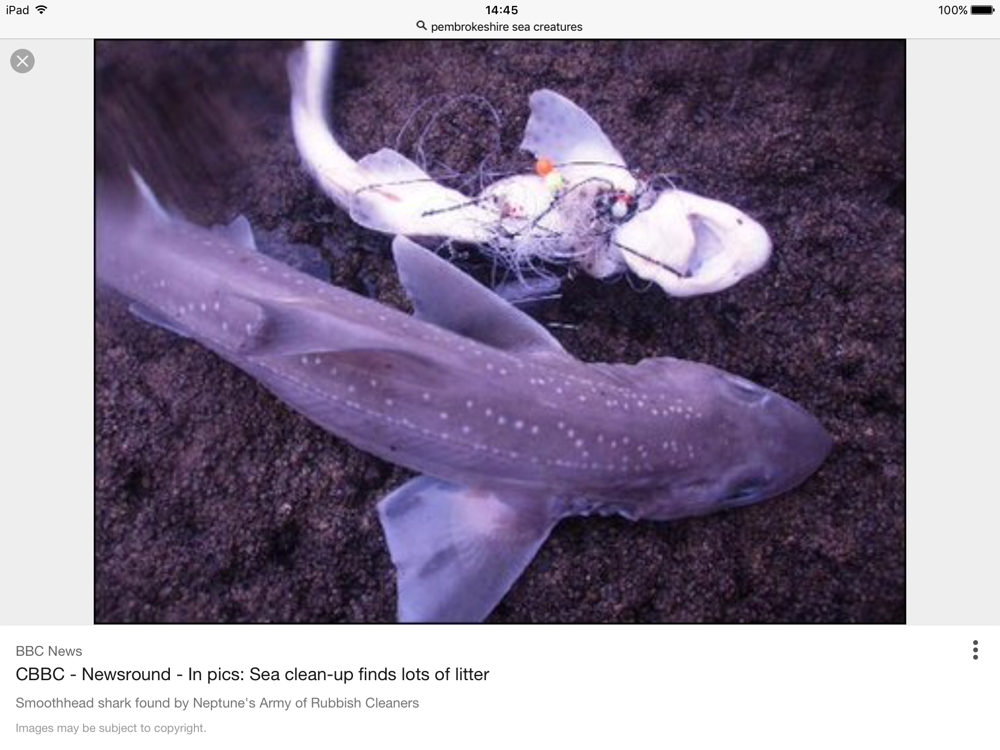 iPad
14:45
100%
pembrokeshire sea creatures
BBC News
CBBC - Newsround - In pics: Sea clean-up finds lots of litter
Smoothhead shark found by Neptune's Army of Rubbish Cleaners
Images may be subject to copyright.